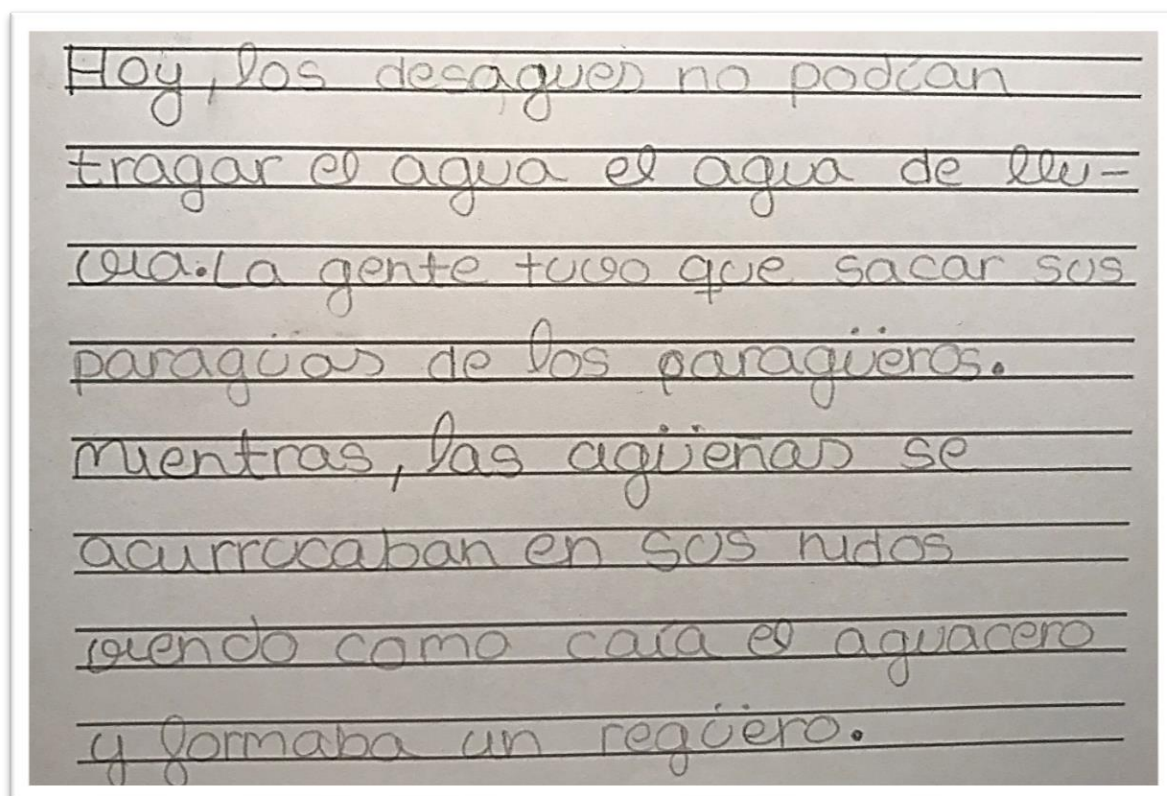 Hoy, los desagues no podían
tragar el agua el agua de llu-
via. La gente tuvo que sacar sus
paragüas de los paragüeros.
mientras, las agüeñas se
acurrucaban en sus nidos
viendo como caía el aguacero
y formaba un regüero.